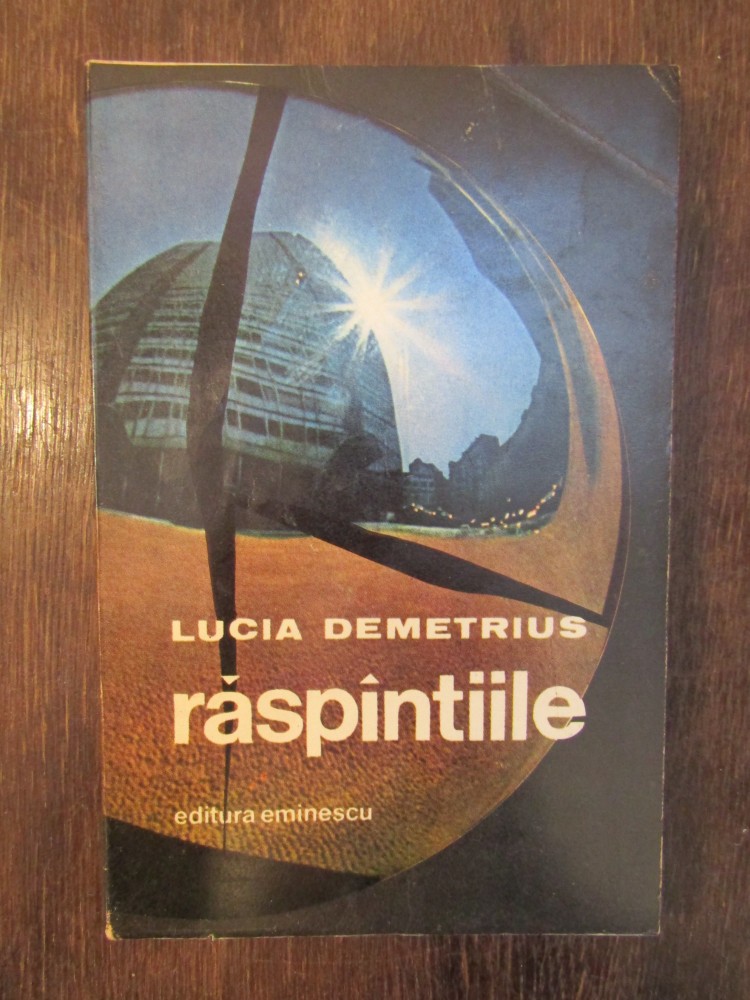 LUCIA DEMETRIUS
răspîntiile
editura eminescu